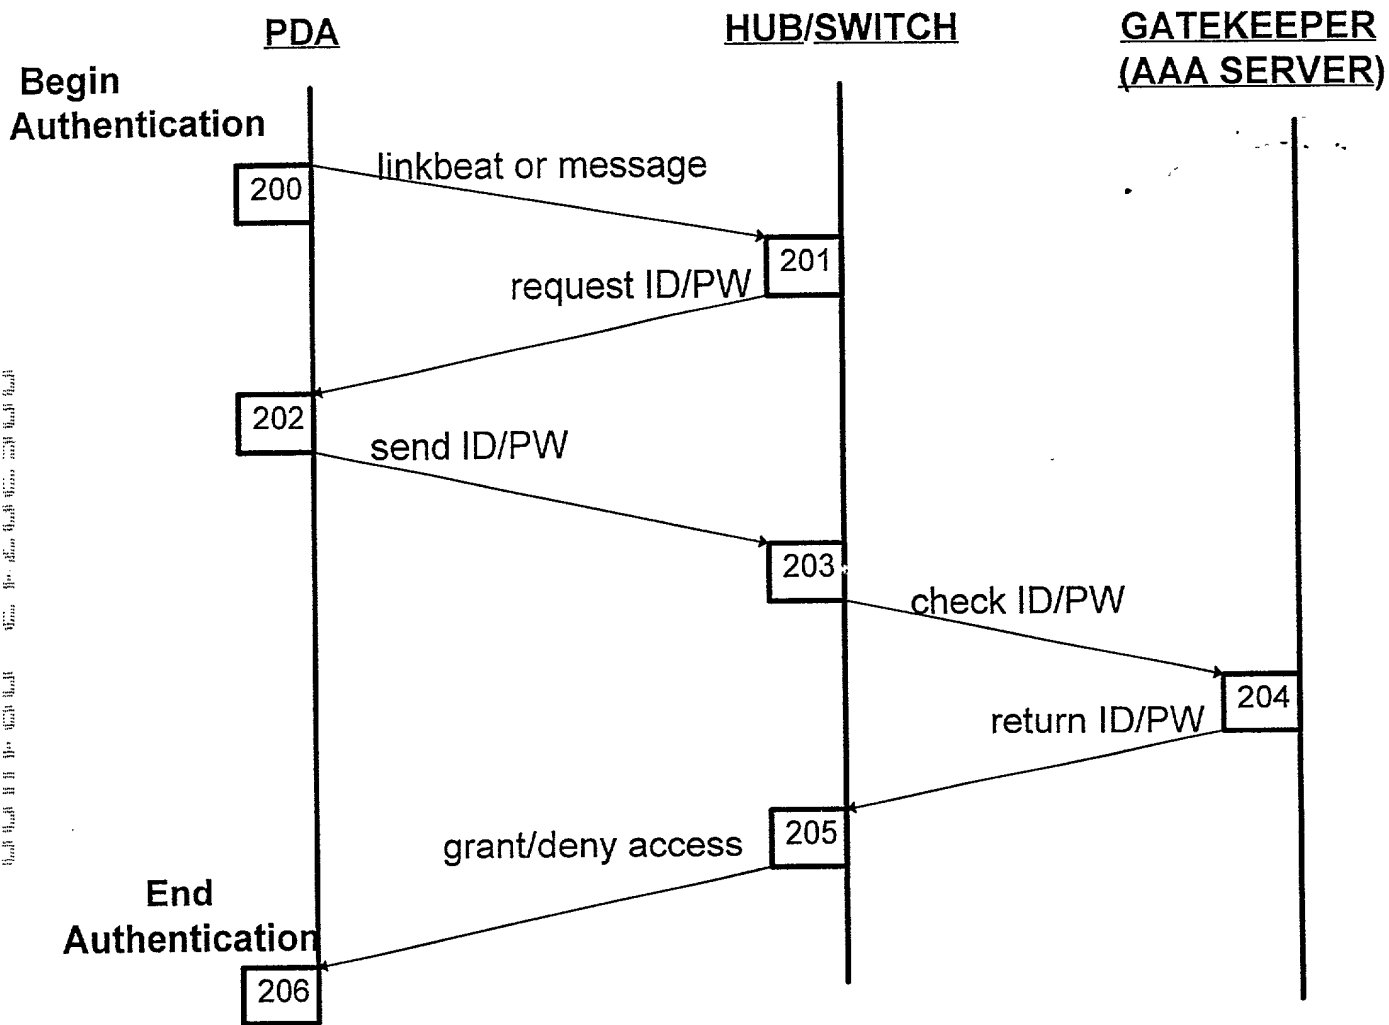 PDA
HUB/SWITCH
GATEKEEPER
(AAA SERVER)
Begin
Authentication
linkbeat or message
200
201
request ID/PW
202
send ID/PW
203
check ID/PW
204
return ID/PW
205
grant/deny access
End
Authentication
206